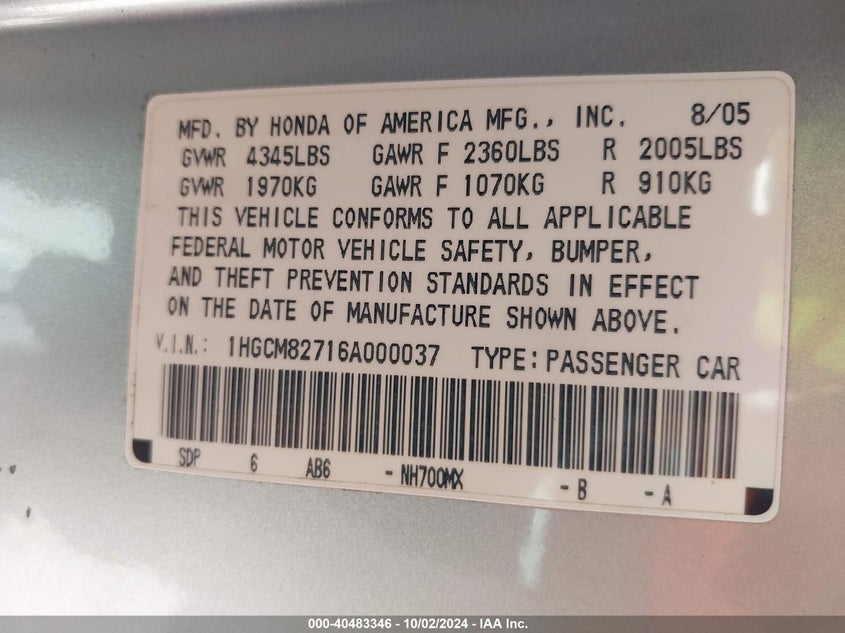 MFD. BY HONDA OF AMERICA MFG., INC. 8/05
GVWR 4345LBS GAWR F 2360LBS R 2005LBS
GVWR 1970KG GAWR F 1070KG R 910KG
THIS VEHICLE CONFORMS TO ALL APPLICABLE
FEDERAL MOTOR VEHICLE SAFETY, BUMPER,
AND THEFT PREVENTION STANDARDS IN EFFECT
ON THE DATE OF MANUFACTURE SHOWN ABOVE.
V.I.N.: 1HGCM82716A000037 TYPE: PASSENGER CAR
SDP 6 AB6 - NH700MX - B - A
000-40483346 - 10/02/2024 - IAA Inc.